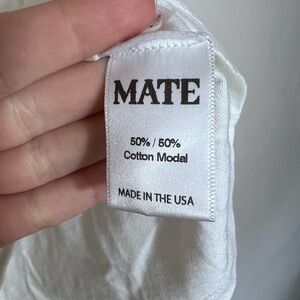 MATE
50% / 50%
Cotton Modal
MADE IN THE USA